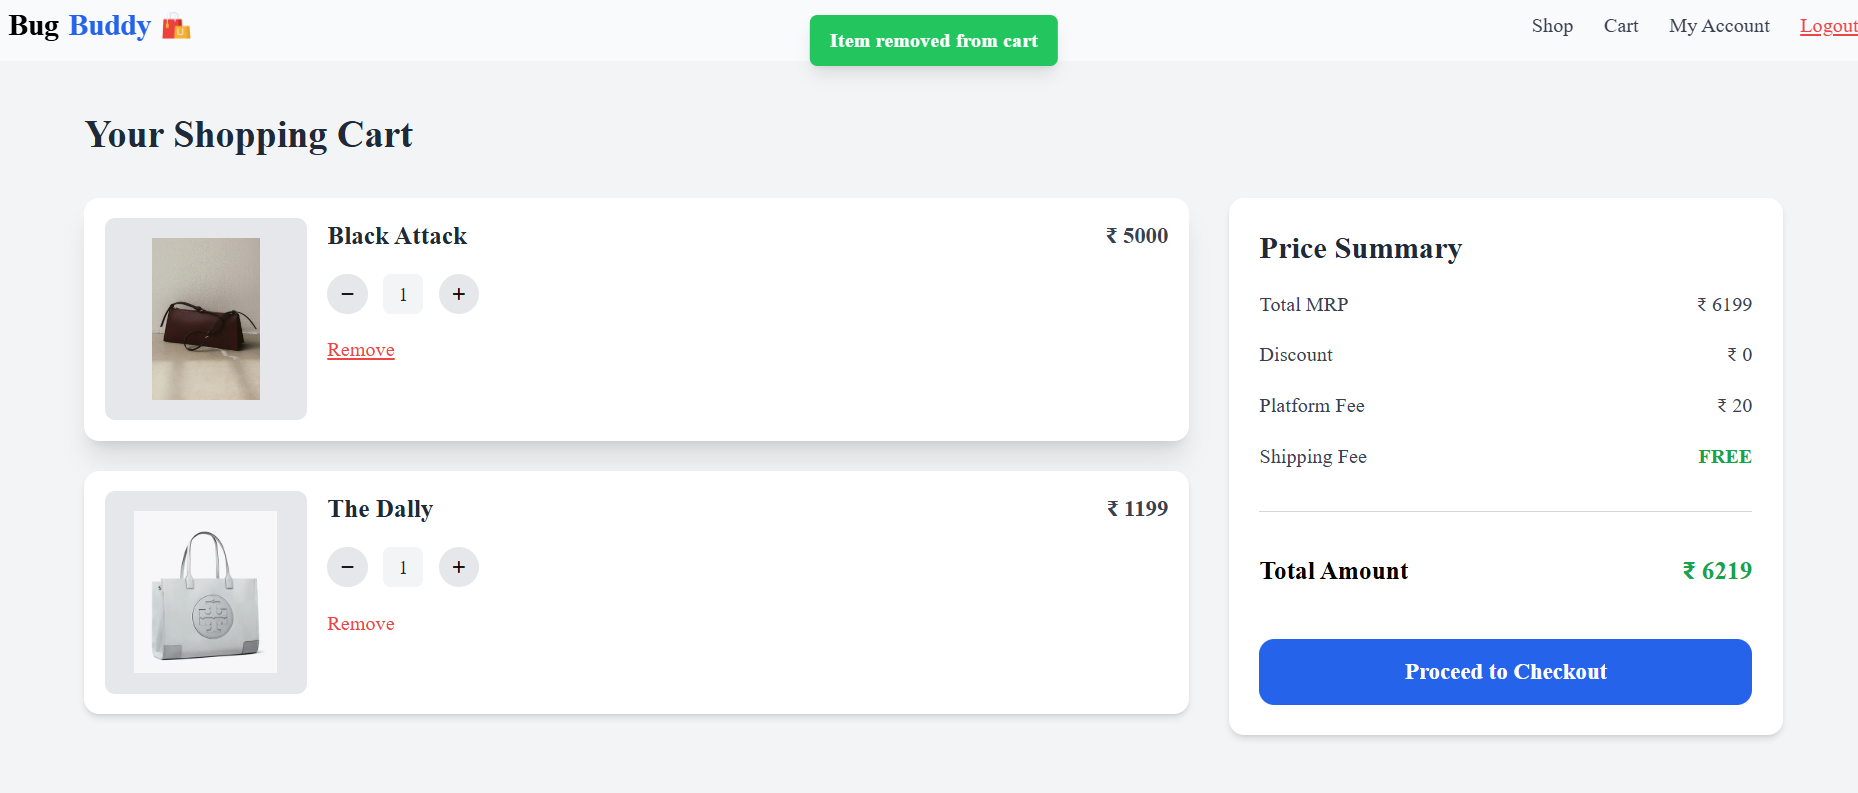 Bug Buddy
Item removed from cart
Shop Cart My Account Logout
Your Shopping Cart
Black Attack ₹ 5000
− 1 +
Remove
The Dally ₹ 1199
− 1 +
Remove
Price Summary
Total MRP ₹ 6199
Discount ₹ 0
Platform Fee ₹ 20
Shipping Fee FREE
Total Amount ₹ 6219
Proceed to Checkout